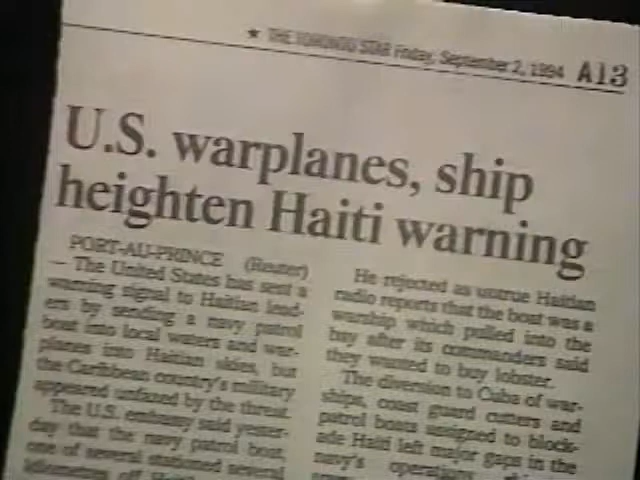 ★ THE TORONTO STAR Friday, September 2, 1994 A13
U.S. warplanes, ship
heighten Haiti warning
PORT-AU-PRINCE (Reuter)
— The United States has sent a
warning signal to Haitian lead-
ers by sending a navy patrol
boat into local waters and war-
planes into Haitian skies, but
the Caribbean country's military
appeared unfazed by the threat.
The U.S. embassy said yester-
day that the navy patrol boat,
one of several stationed several
kilometres off
He rejected as untrue Haitian
radio reports that the boat was a
warship which pulled into the
bay after its commanders said
they wanted to buy lobster.
The diversion to Cuba of war-
ships, coast guard cutters and
patrol boats assigned to block-
ade Haiti left major gaps in the
navy's operation